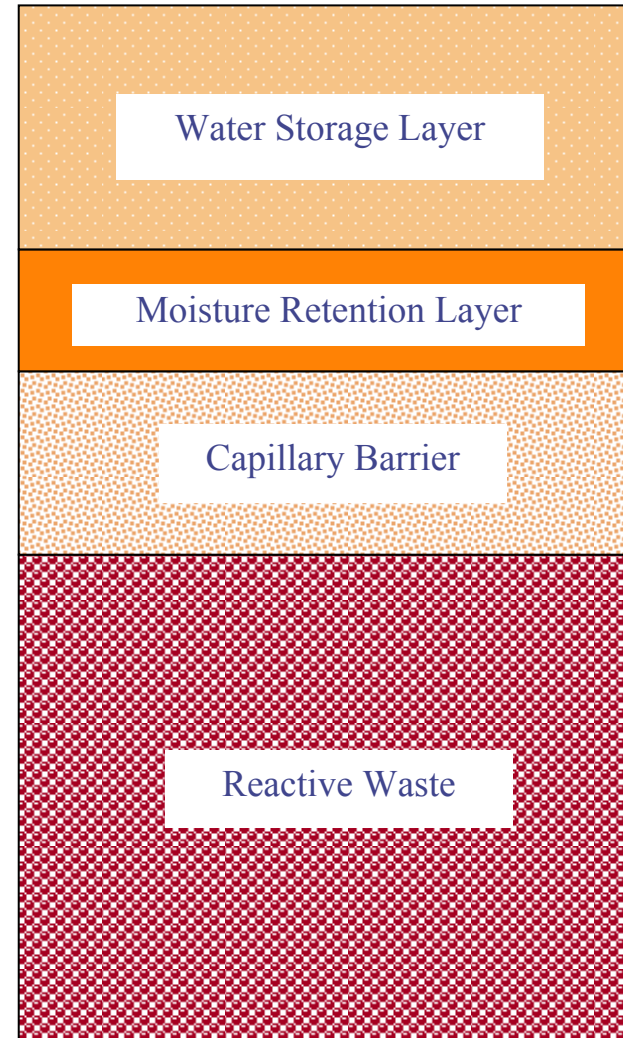 Water Storage Layer
Moisture Retention Layer
Capillary Barrier
Reactive Waste